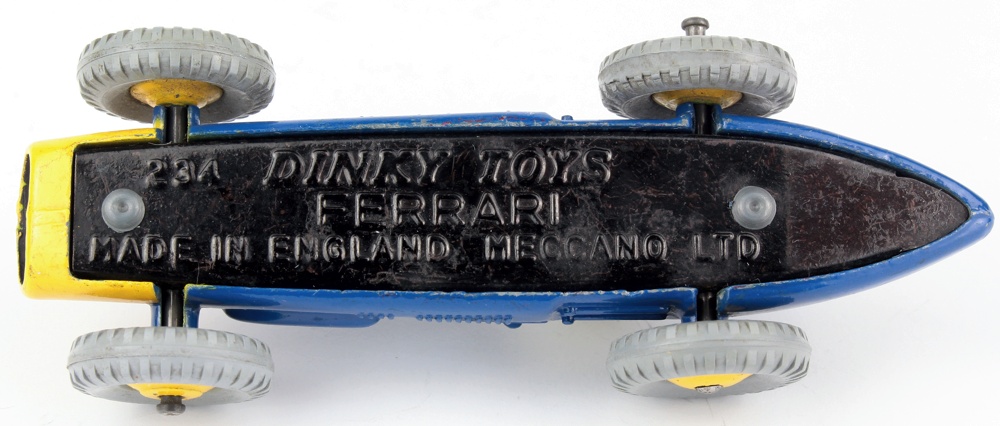 234 DINKY TOYS
FERRARI
MADE IN ENGLAND MECCANO LTD